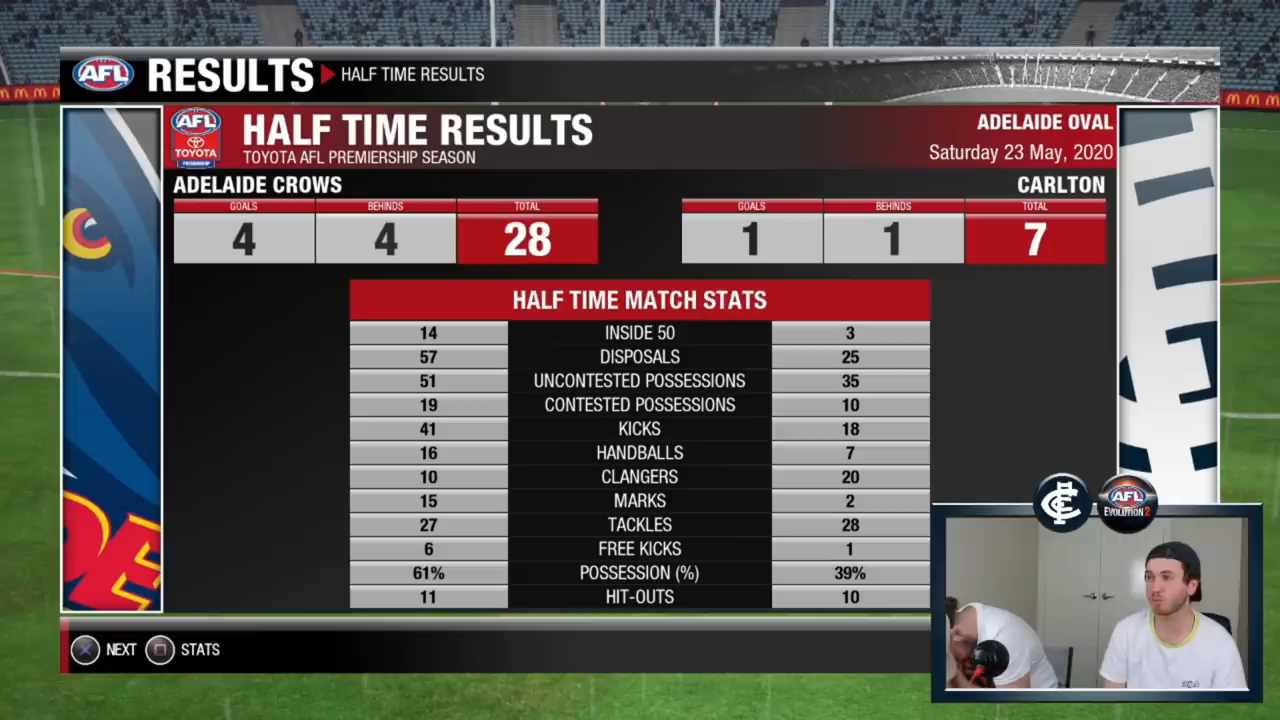 AFL RESULTS HALF TIME RESULTS
AFL
TOYOTA
PREMIERSHIP
HALF TIME RESULTS
TOYOTA AFL PREMIERSHIP SEASON
ADELAIDE OVAL
Saturday 23 May, 2020
ADELAIDE CROWS CARLTON
GOALS BEHINDS TOTAL GOALS BEHINDS TOTAL
4 4 28 1 1 7
HALF TIME MATCH STATS
14 INSIDE 50 3
57 DISPOSALS 25
51 UNCONTESTED POSSESSIONS 35
19 CONTESTED POSSESSIONS 10
41 KICKS 18
16 HANDBALLS 7
10 CLANGERS 20
15 MARKS 2
27 TACKLES 28
6 FREE KICKS 1
61% POSSESSION (%) 39%
11 HIT-OUTS 10
NEXT STATS
CFC
AFL
EVOLUTION 2